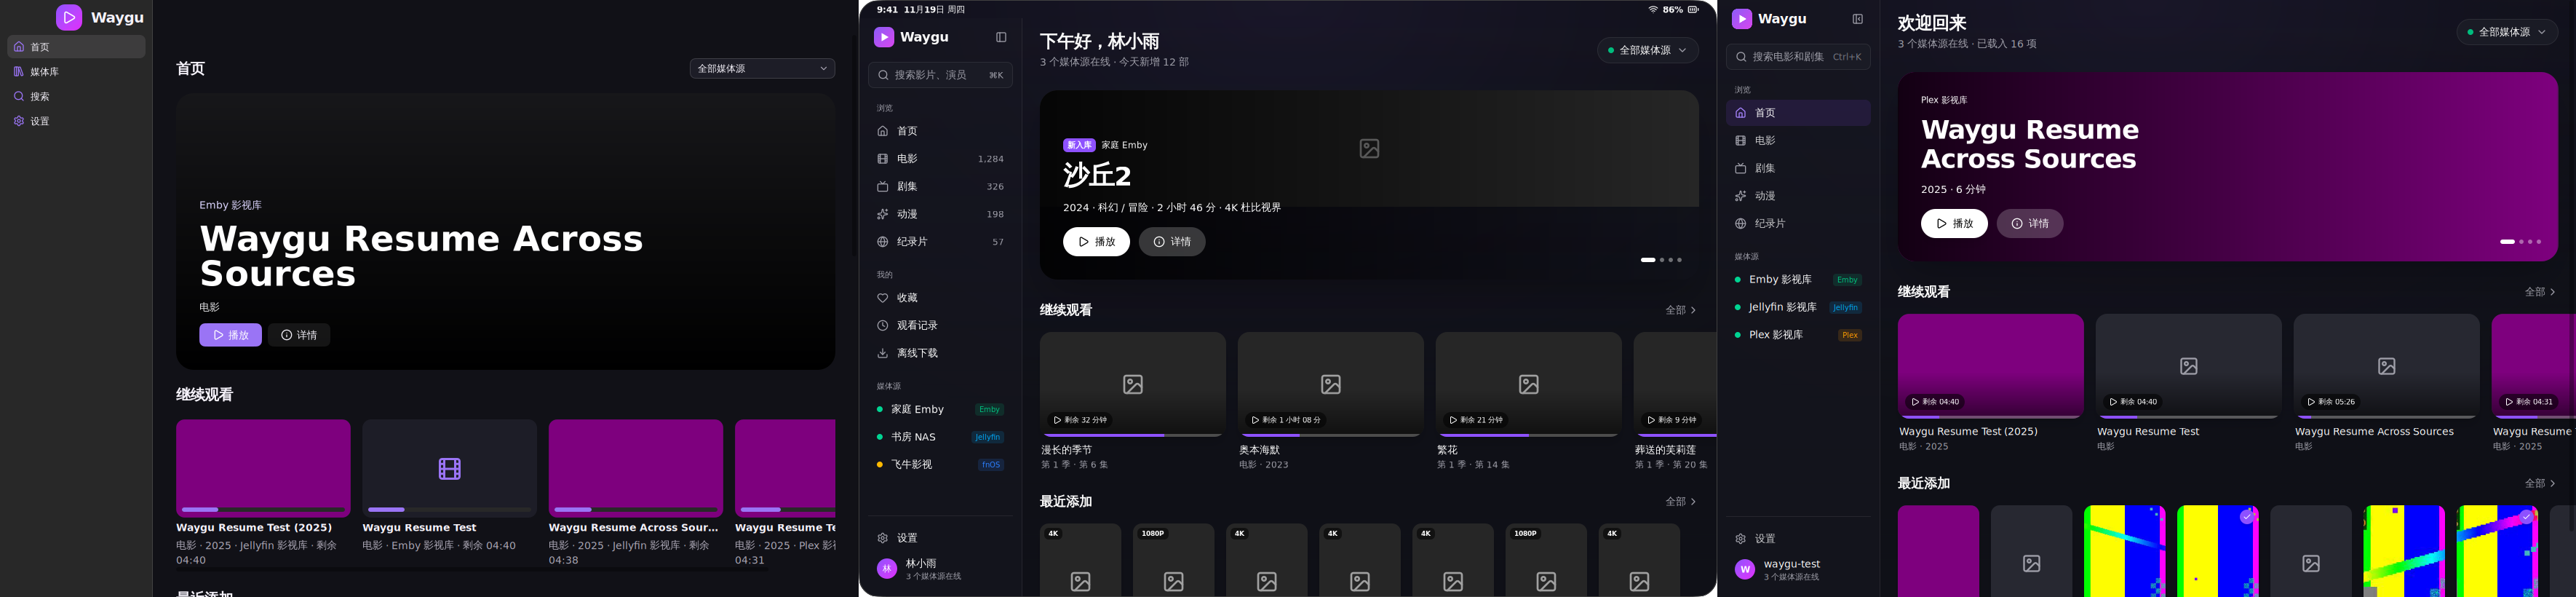 Waygu
首页
媒体库
搜索
设置
首页
全部媒体源
Emby 影视库
Waygu Resume Across
Sources
电影
播放
详情
继续观看
Waygu Resume Test (2025)
电影 · 2025 · Jellyfin 影视库 · 剩余
04:40
Waygu Resume Test
电影 · Emby 影视库 · 剩余 04:40
Waygu Resume Across Sour...
电影 · 2025 · Jellyfin 影视库 · 剩余
04:38
Waygu Resume Te
电影 · 2025 · Plex 影
04:31
最近添加
9:41 11月19日 周四
86%
Waygu
搜索影片、演员 ⌘K
浏览
首页
电影 1,284
剧集 326
动漫 198
纪录片 57
我的
收藏
观看记录
离线下载
媒体源
家庭 Emby Emby
书房 NAS Jellyfin
飞牛影视 fnOS
设置
林 林小雨
3 个媒体源在线
下午好，林小雨
3 个媒体源在线 · 今天新增 12 部
全部媒体源
新入库 家庭 Emby
沙丘2
2024 · 科幻 / 冒险 · 2 小时 46 分 · 4K 杜比视界
播放
详情
继续观看
全部
剩余 32 分钟
漫长的季节
第 1 季 · 第 6 集
剩余 1 小时 08 分
奥本海默
电影 · 2023
剩余 21 分钟
繁花
第 1 季 · 第 14 集
剩余 9 分钟
葬送的芙莉莲
第 1 季 · 第 20 集
最近添加
全部
4K
1080P
4K
4K
4K
1080P
4K
Waygu
搜索电影和剧集 Ctrl+K
浏览
首页
电影
剧集
动漫
纪录片
媒体源
Emby 影视库 Emby
Jellyfin 影视库 Jellyfin
Plex 影视库 Plex
设置
W waygu-test
3 个媒体源在线
欢迎回来
3 个媒体源在线 · 已载入 16 项
全部媒体源
Plex 影视库
Waygu Resume
Across Sources
2025 · 6 分钟
播放
详情
继续观看
全部
剩余 04:40
Waygu Resume Test (2025)
电影 · 2025
剩余 04:40
Waygu Resume Test
电影
剩余 05:26
Waygu Resume Across Sources
电影
剩余 04:31
Waygu Resume
电影 · 2025
最近添加
全部